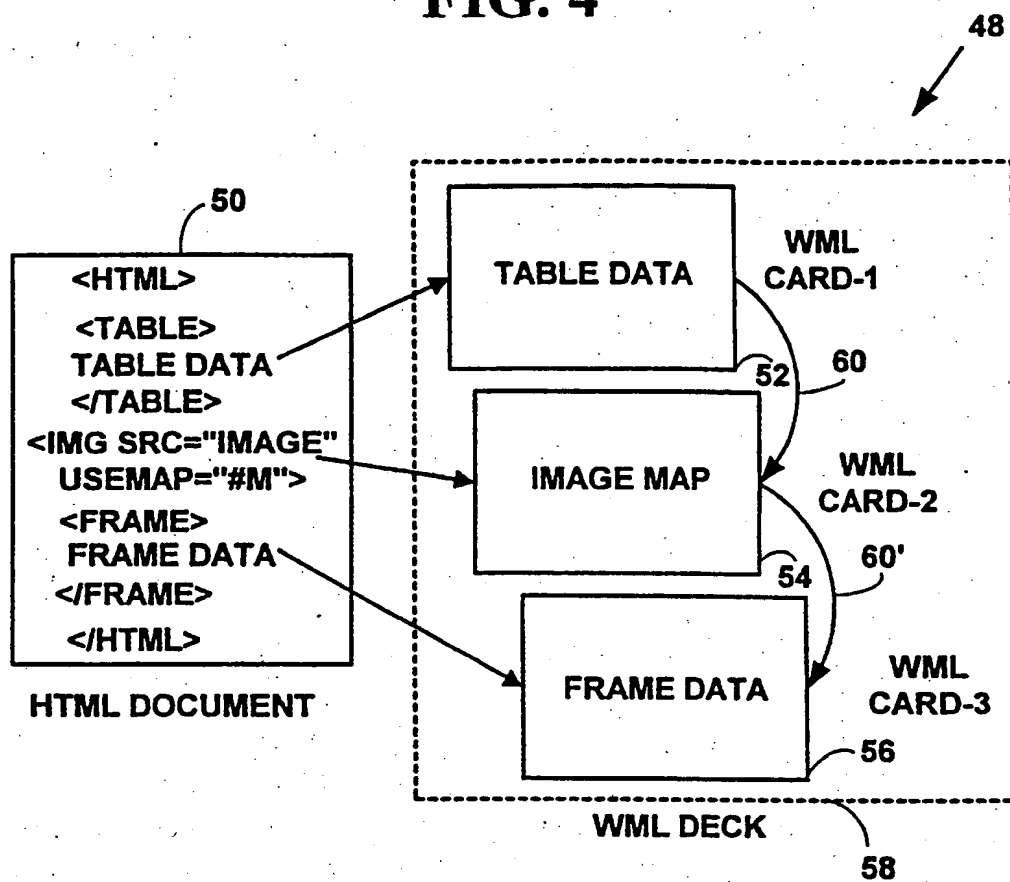 FIG. 4
48
50
<HTML>
<TABLE>
TABLE DATA
</TABLE>
<IMG SRC="IMAGE"
USEMAP="#M">
<FRAME>
FRAME DATA
</FRAME>
</HTML>
HTML DOCUMENT
TABLE DATA
WML
CARD-1
52
60
IMAGE MAP
WML
CARD-2
54
60'
FRAME DATA
WML
CARD-3
56
WML DECK
58